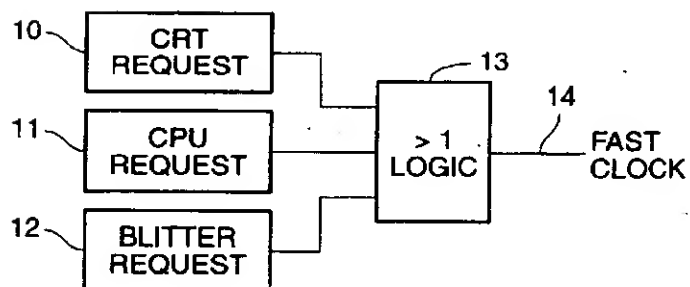 10
CRT
REQUEST
11
CPU
REQUEST
12
BLITTER
REQUEST
13
> 1
LOGIC
14
FAST
CLOCK